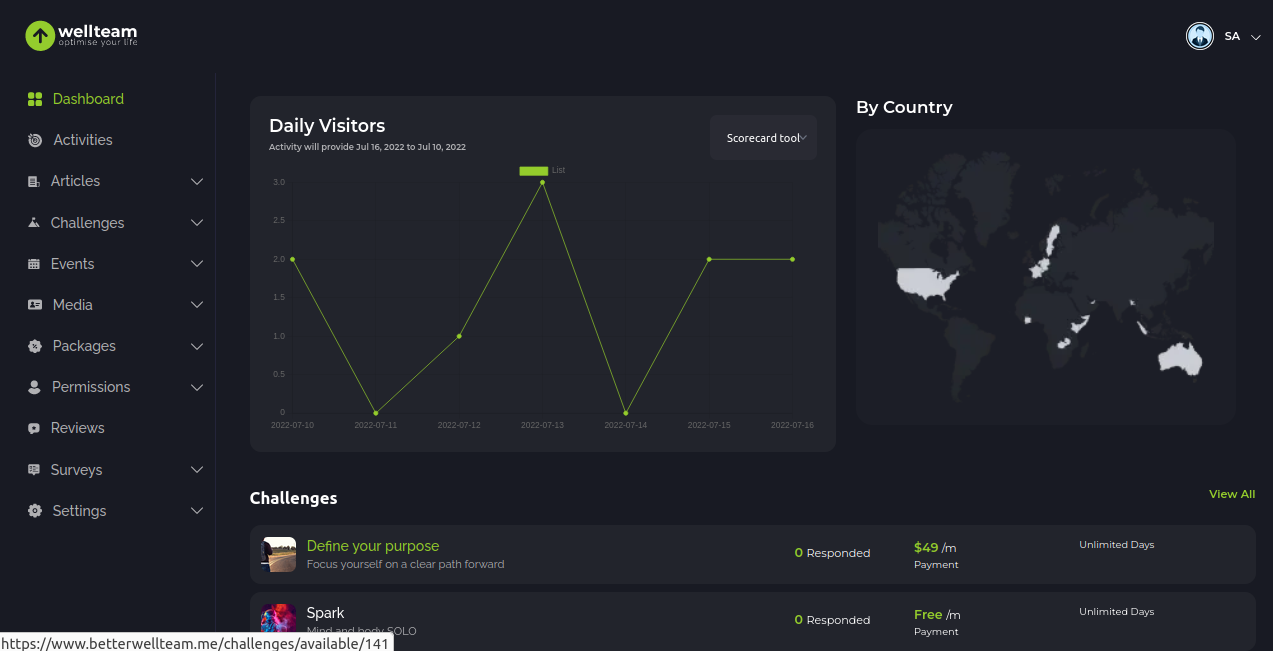 wellteam
optimise your life
SA
Dashboard
Activities
Articles
Challenges
Events
Media
Packages
Permissions
Reviews
Surveys
Settings
Daily Visitors
Activity will provide Jul 16, 2022 to Jul 10, 2022
Scorecard tool
List
3.0
2.5
2.0
1.5
1.0
0.5
0
2022-07-10 2022-07-11 2022-07-12 2022-07-13 2022-07-14 2022-07-15 2022-07-16
By Country
Challenges
View All
Define your purpose
Focus yourself on a clear path forward
0 Responded
$49 /m
Payment
Unlimited Days
Spark
Mind and body SOLO
0 Responded
Free /m
Payment
Unlimited Days
https://www.betterwellteam.me/challenges/available/141